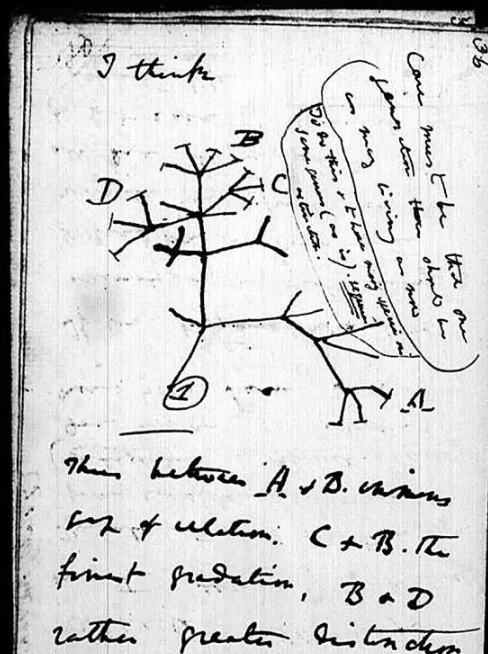 36
I think
Case must be that one
generation then should be
as many living as now
To do this & to have many species in
same genus (as is). requires
extinction.
B
D
C
1
A
Thus between A & B. immense
gap of relation. C & B. the
finest gradation, B & D
rather greater distinction